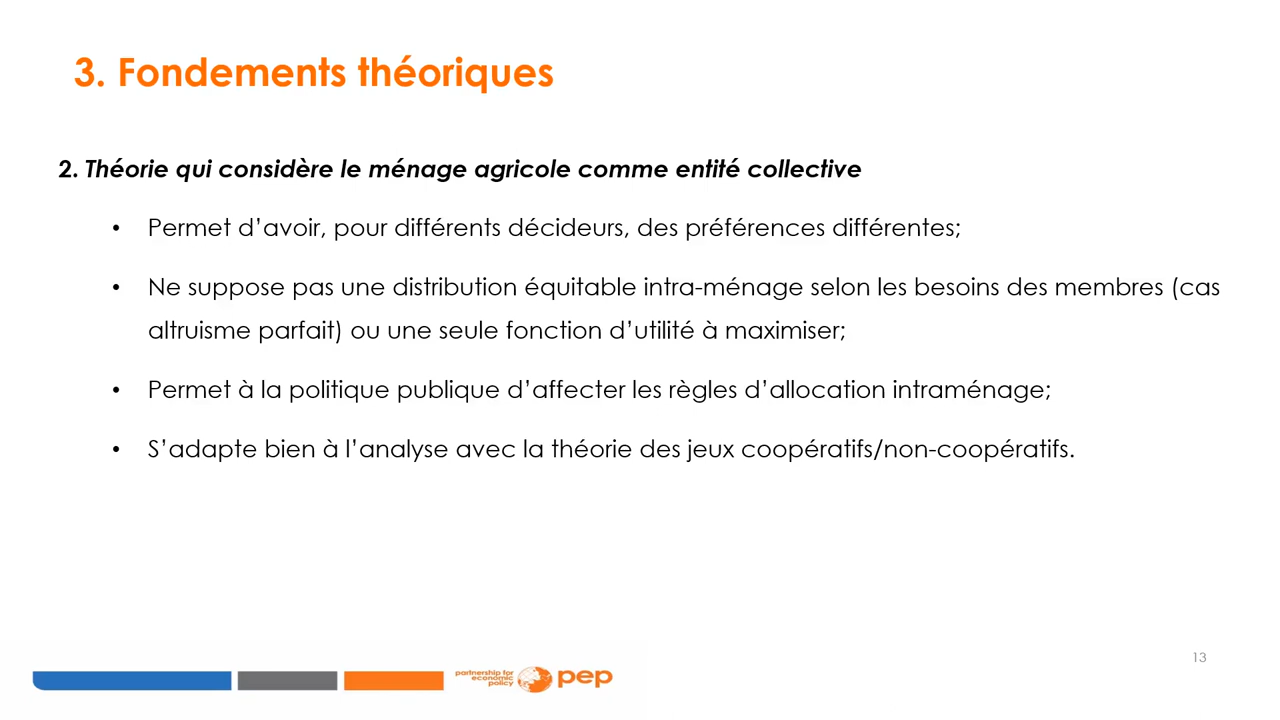 3. Fondements théoriques
2. Théorie qui considère le ménage agricole comme entité collective
• Permet d’avoir, pour différents décideurs, des préférences différentes;
• Ne suppose pas une distribution équitable intra-ménage selon les besoins des membres (cas
altruisme parfait) ou une seule fonction d’utilité à maximiser;
• Permet à la politique publique d’affecter les règles d’allocation intraménage;
• S’adapte bien à l’analyse avec la théorie des jeux coopératifs/non-coopératifs.
13
partnership for
economic
policy
pep